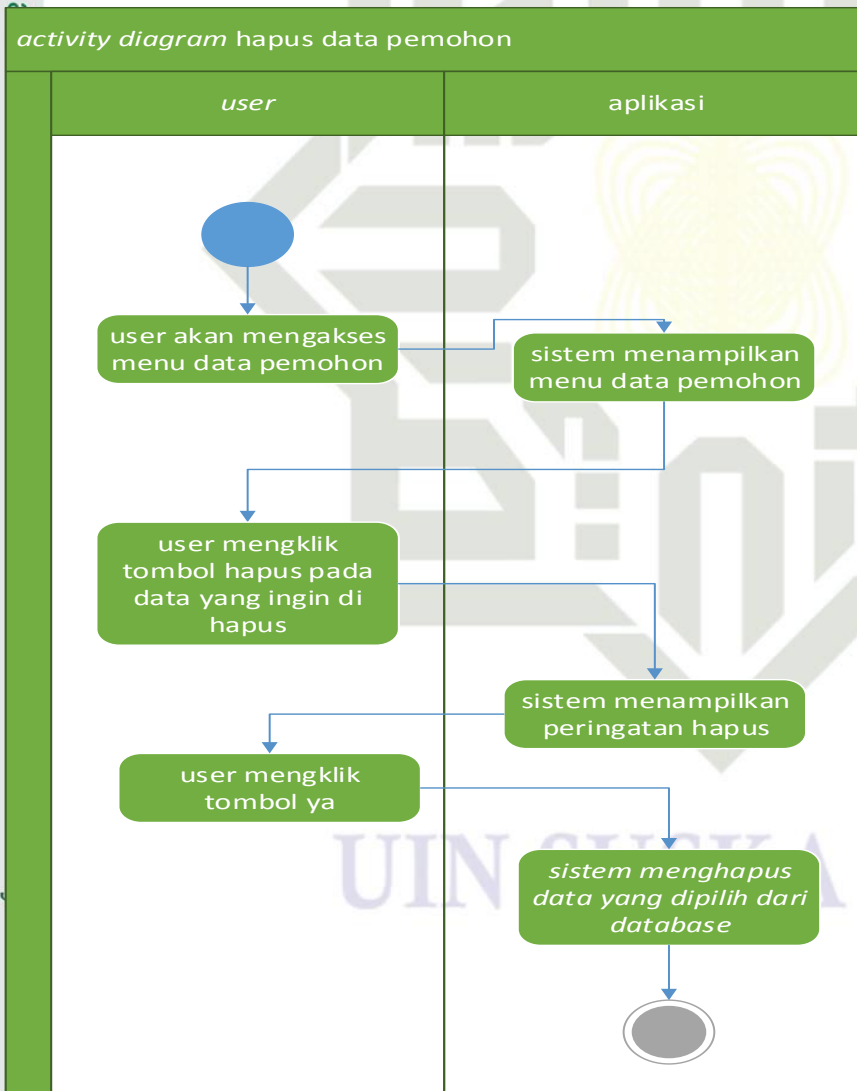 activity diagram hapus data pemohon
user
aplikasi
user akan mengakses
menu data pemohon
sistem menampilkan
menu data pemohon
user mengklik
tombol hapus pada
data yang ingin di
hapus
sistem menampilkan
peringatan hapus
user mengklik
tombol ya
sistem menghapus
data yang dipilih dari
database
UIN SUSKA